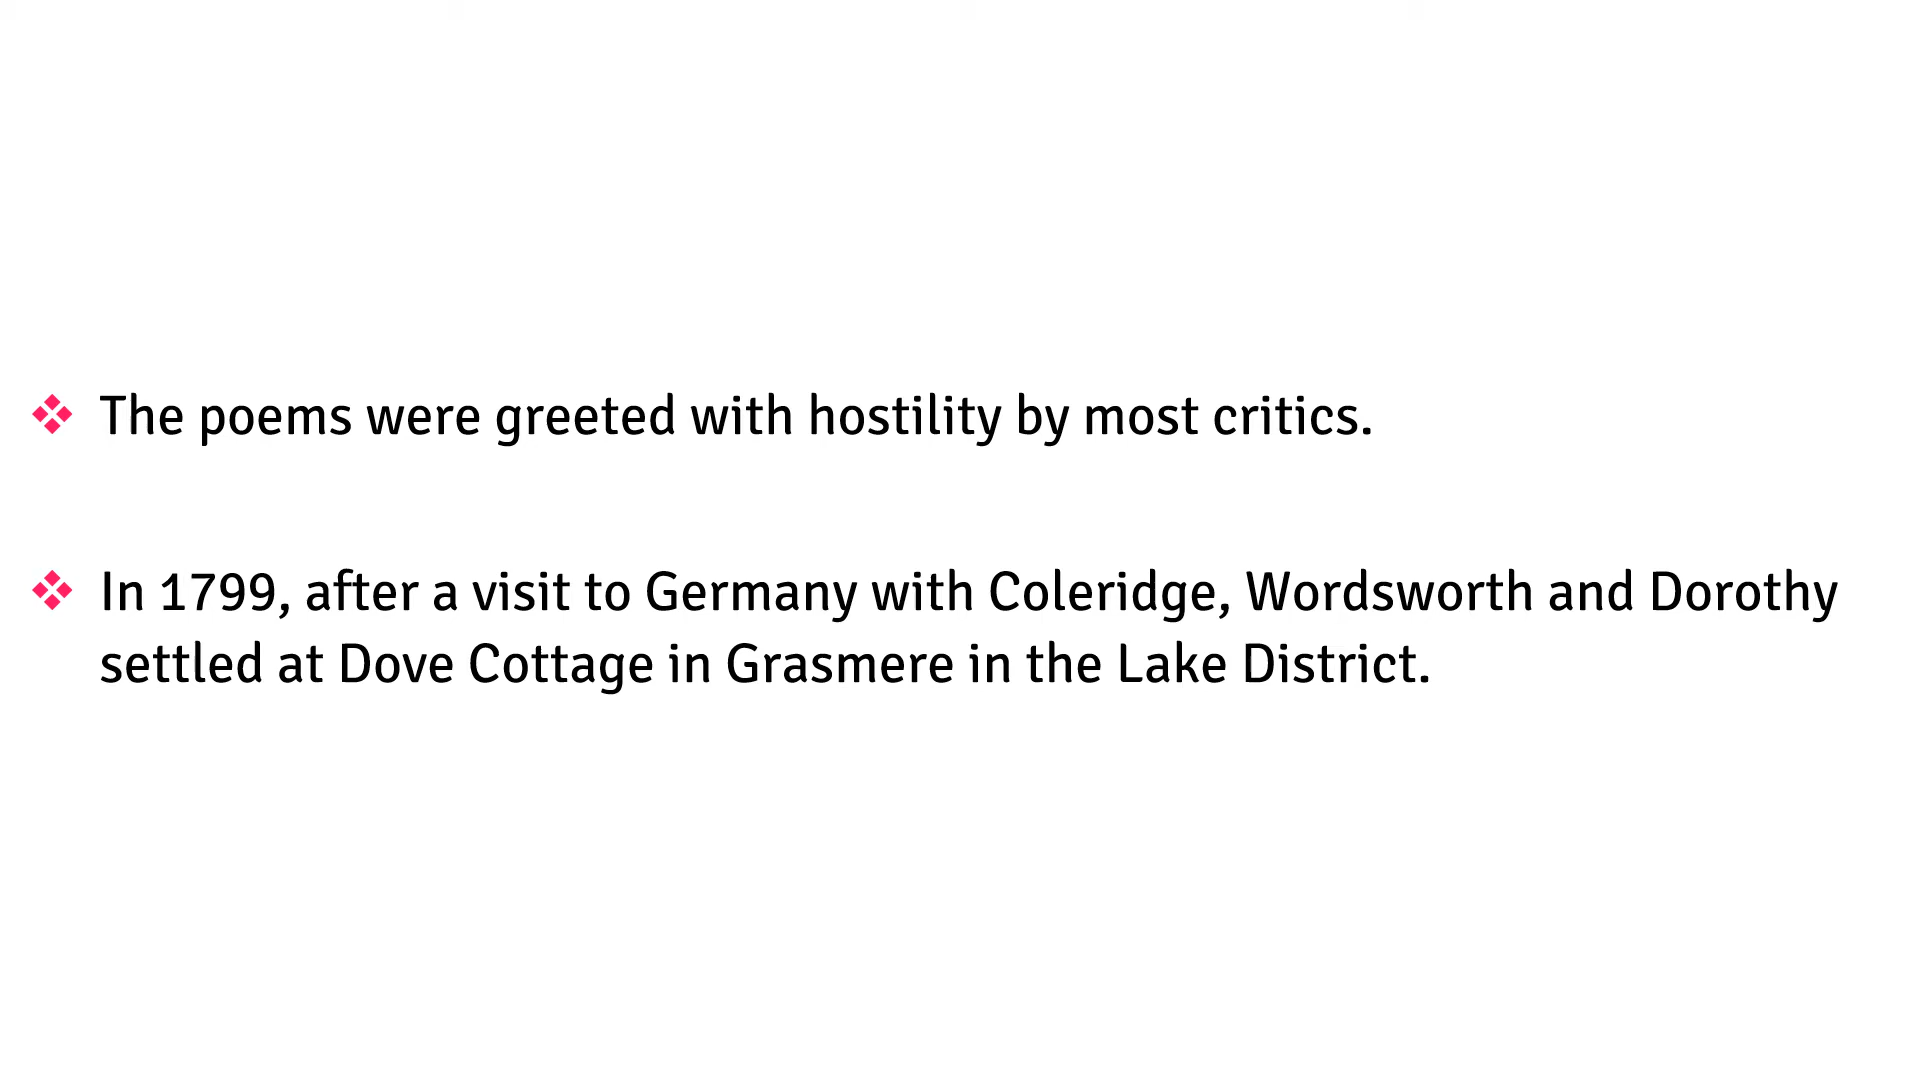 ❖ The poems were greeted with hostility by most critics.
❖ In 1799, after a visit to Germany with Coleridge, Wordsworth and Dorothy
settled at Dove Cottage in Grasmere in the Lake District.